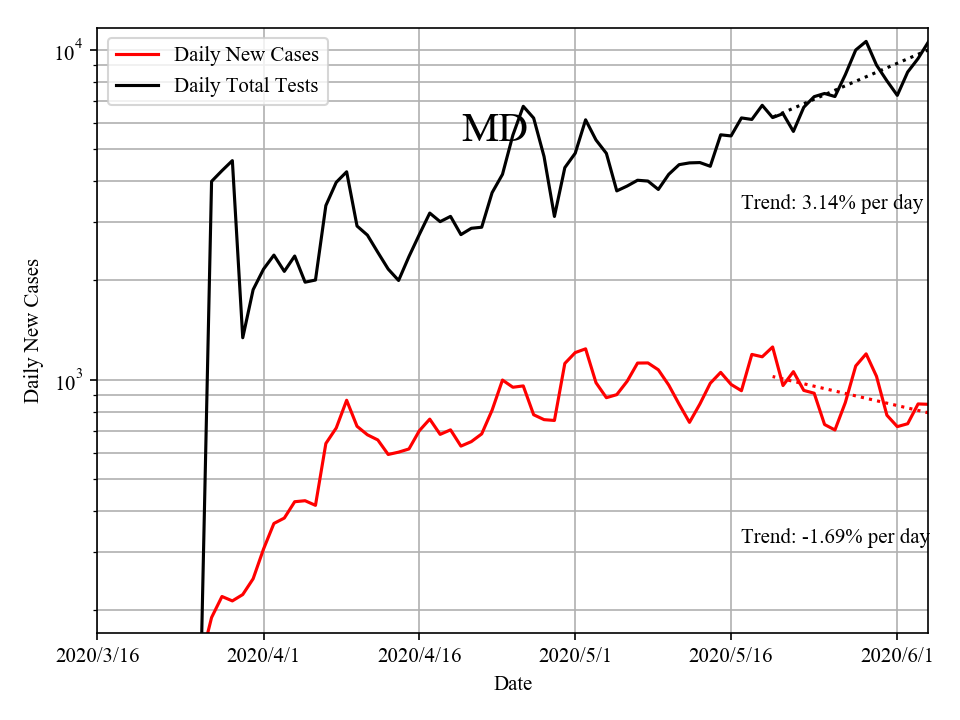 Daily New Cases
Daily Total Tests
MD
Trend: 3.14% per day
Trend: -1.69% per day
10^4
10^3
Daily New Cases
2020/3/16 2020/4/1 2020/4/16 2020/5/1 2020/5/16 2020/6/1
Date